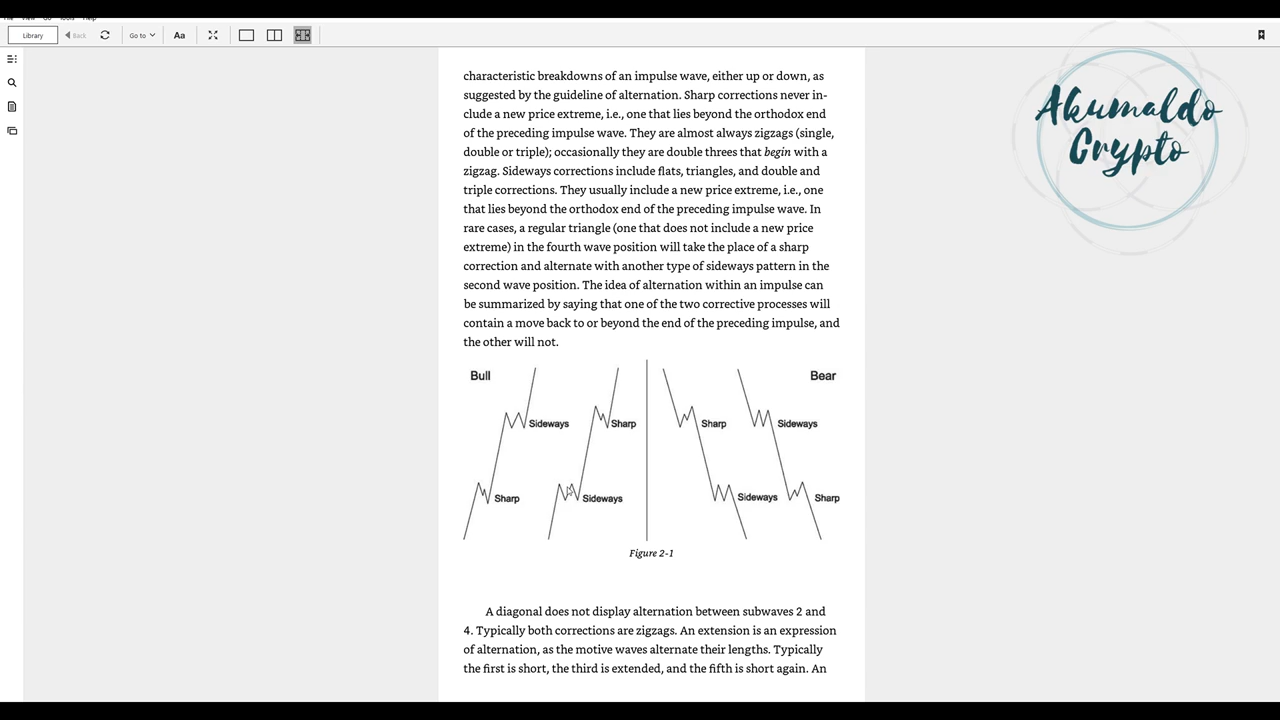 File View Go Tools Help
Library
Back
Go to
Aa
characteristic breakdowns of an impulse wave, either up or down, as
suggested by the guideline of alternation. Sharp corrections never in-
clude a new price extreme, i.e., one that lies beyond the orthodox end
of the preceding impulse wave. They are almost always zigzags (single,
double or triple); occasionally they are double threes that begin with a
zigzag. Sideways corrections include flats, triangles, and double and
triple corrections. They usually include a new price extreme, i.e., one
that lies beyond the orthodox end of the preceding impulse wave. In
rare cases, a regular triangle (one that does not include a new price
extreme) in the fourth wave position will take the place of a sharp
correction and alternate with another type of sideways pattern in the
second wave position. The idea of alternation within an impulse can
be summarized by saying that one of the two corrective processes will
contain a move back to or beyond the end of the preceding impulse, and
the other will not.
Bull
Bear
Sideways
Sharp
Sharp
Sideways
Sharp
Sideways
Sideways
Sharp
Figure 2-1
A diagonal does not display alternation between subwaves 2 and
4. Typically both corrections are zigzags. An extension is an expression
of alternation, as the motive waves alternate their lengths. Typically
the first is short, the third is extended, and the fifth is short again. An
Akumaldo
Crypto